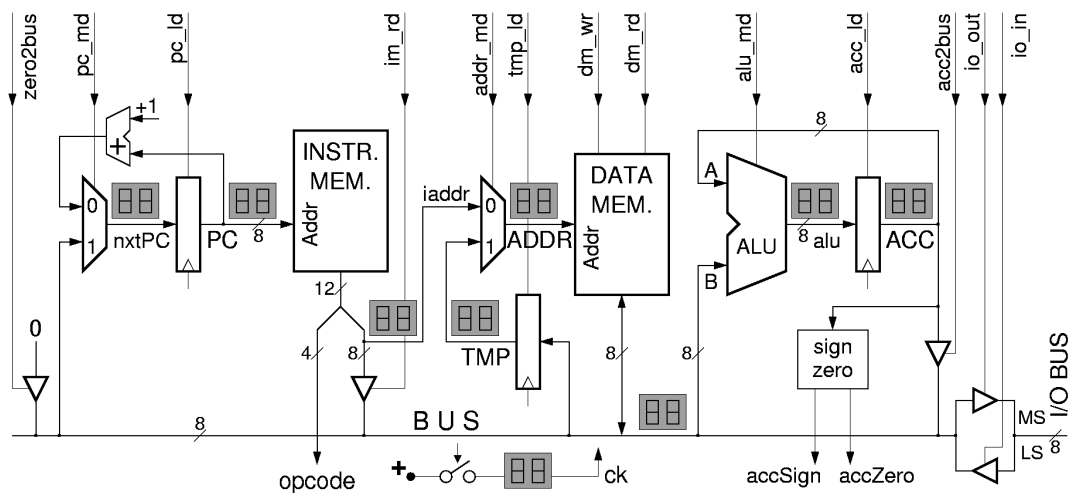 zero2bus
pc_md
pc_ld
im_rd
addr_md
tmp_ld
dm_wr
dm_rd
alu_md
acc_ld
acc2bus
io_out
io_in
+1
+
8
INSTR.
MEM.
Addr
iaddr
DATA
MEM.
Addr
A
B
ALU
0
1
nxtPC
PC
8
0
1
ADDR
8
alu
ACC
12
4
8
TMP
8
8
sign
zero
0
8
BUS
MS
LS
8
I/O BUS
opcode
+
ck
accSign
accZero